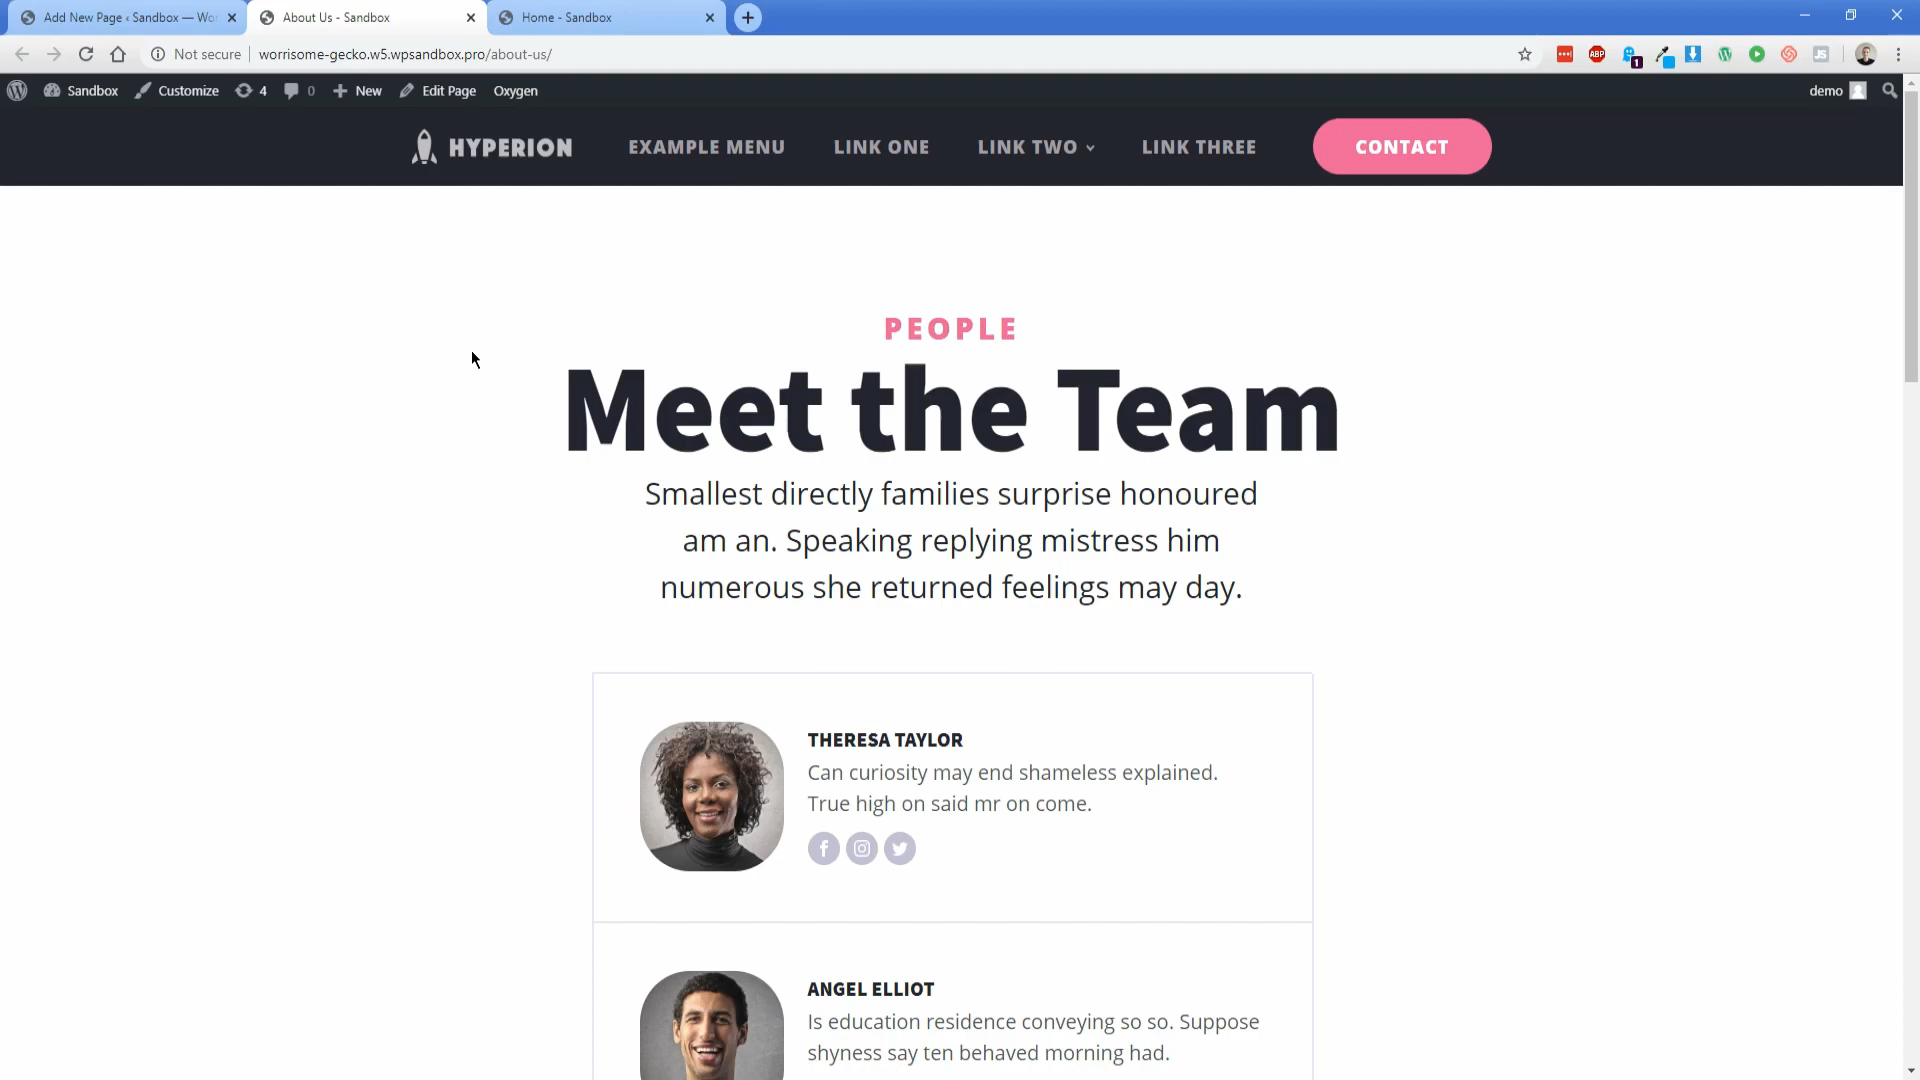 Add New Page ‹ Sandbox — Wo
About Us - Sandbox
Home - Sandbox
Not secure
worrisome-gecko.w5.wpsandbox.pro/about-us/
ABP
1
JS
Sandbox
Customize
4
0
New
Edit Page
Oxygen
demo
HYPERION
EXAMPLE MENU
LINK ONE
LINK TWO
LINK THREE
CONTACT
PEOPLE
Meet the Team
Smallest directly families surprise honoured
am an. Speaking replying mistress him
numerous she returned feelings may day.
THERESA TAYLOR
Can curiosity may end shameless explained.
True high on said mr on come.
ANGEL ELLIOT
Is education residence conveying so so. Suppose
shyness say ten behaved morning had.